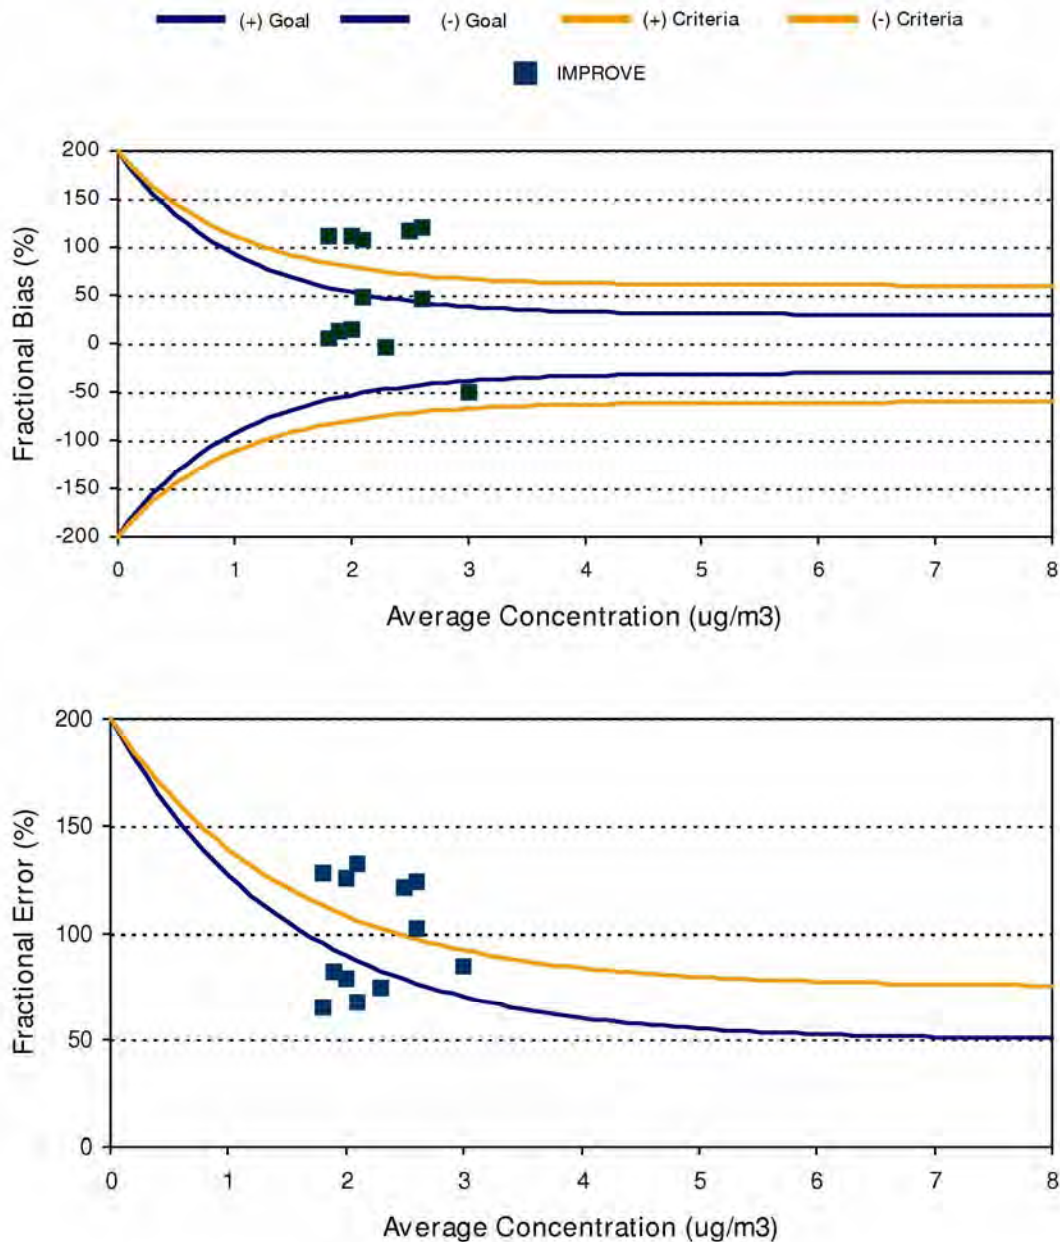 (+) Goal (-) Goal (+) Criteria (-) Criteria
IMPROVE
200
150
100
50
0
-50
-100
-150
-200
Fractional Bias (%)
0 1 2 3 4 5 6 7 8
Average Concentration (ug/m3)
200
150
100
50
0
Fractional Error (%)
0 1 2 3 4 5 6 7 8
Average Concentration (ug/m3)